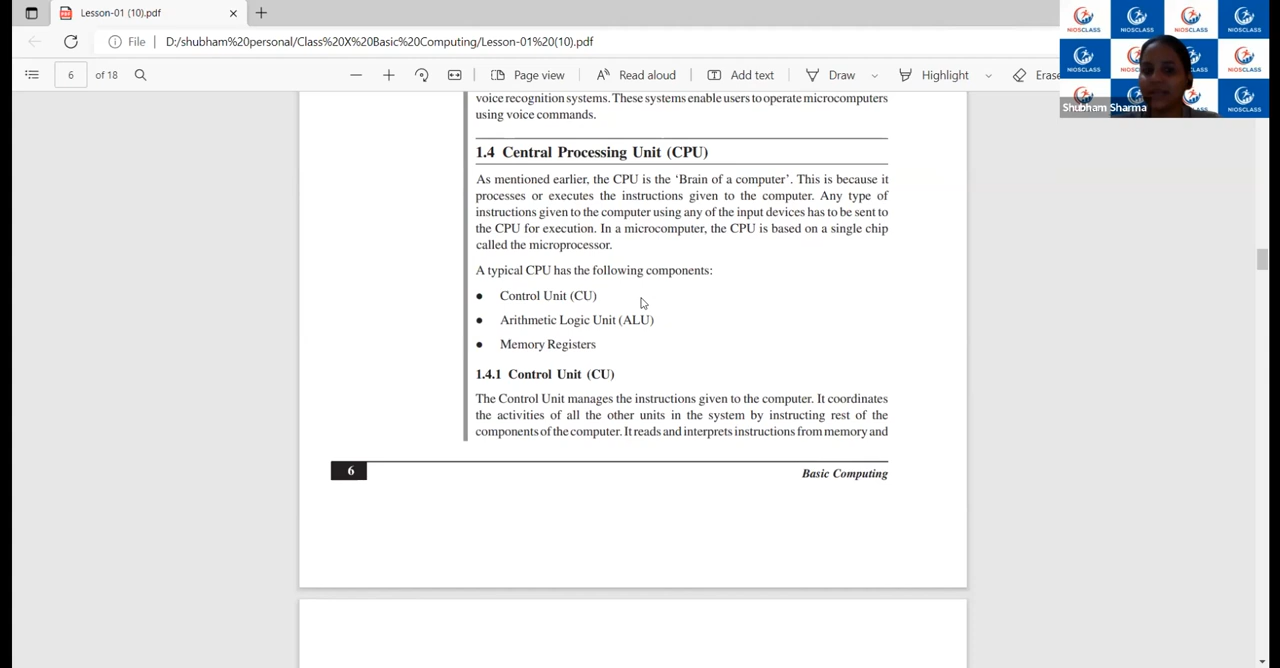 Lesson-01 (10).pdf
File
D:/shubham%20personal/Class%20X%20Basic%20Computing/Lesson-01%20(10).pdf
6 of 18
Page view
Read aloud
Add text
Draw
Highlight
Erase
NIOSCLASS NIOSCLASS NIOSCLASS NIOSCLASS
NIOSCLASS NIOSCLASS
Shubham Sharma
NIOSCLASS
voice recognition systems. These systems enable users to operate microcomputers
using voice commands.
1.4 Central Processing Unit (CPU)
As mentioned earlier, the CPU is the ‘Brain of a computer’. This is because it
processes or executes the instructions given to the computer. Any type of
instructions given to the computer using any of the input devices has to be sent to
the CPU for execution. In a microcomputer, the CPU is based on a single chip
called the microprocessor.
A typical CPU has the following components:
● Control Unit (CU)
● Arithmetic Logic Unit (ALU)
● Memory Registers
1.4.1 Control Unit (CU)
The Control Unit manages the instructions given to the computer. It coordinates
the activities of all the other units in the system by instructing rest of the
components of the computer. It reads and interprets instructions from memory and
6
Basic Computing